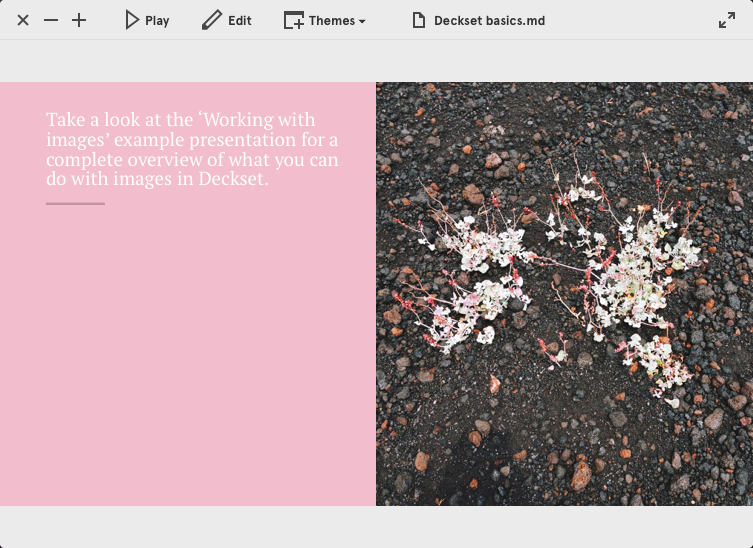 Play Edit Themes Deckset basics.md
Take a look at the ‘Working with
images’ example presentation for a
complete overview of what you can
do with images in Deckset.